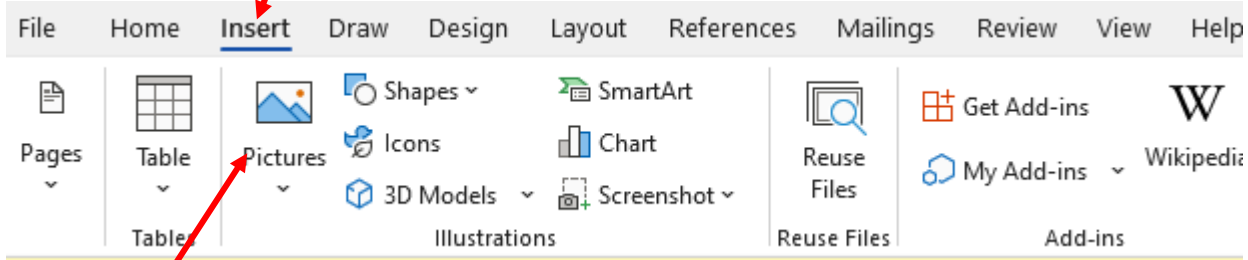 File Home Insert Draw Design Layout References Mailings Review View Help
Shapes SmartArt
Get Add-ins
Icons Chart
Pages Table Pictures Reuse Files Wikipedia
My Add-ins
3D Models Screenshot
Tables Illustrations Reuse Files Add-ins